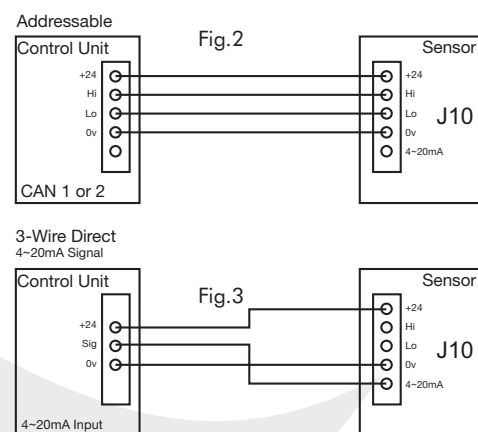 Addressable
Fig.2
Control Unit
Sensor
+24
Hi
Lo
0v
CAN 1 or 2
+24
Hi
Lo
0v
4~20mA
J10
3-Wire Direct
4~20mA Signal
Fig.3
Control Unit
Sensor
+24
Sig
0v
4~20mA Input
+24
Hi
Lo
0v
4~20mA
J10